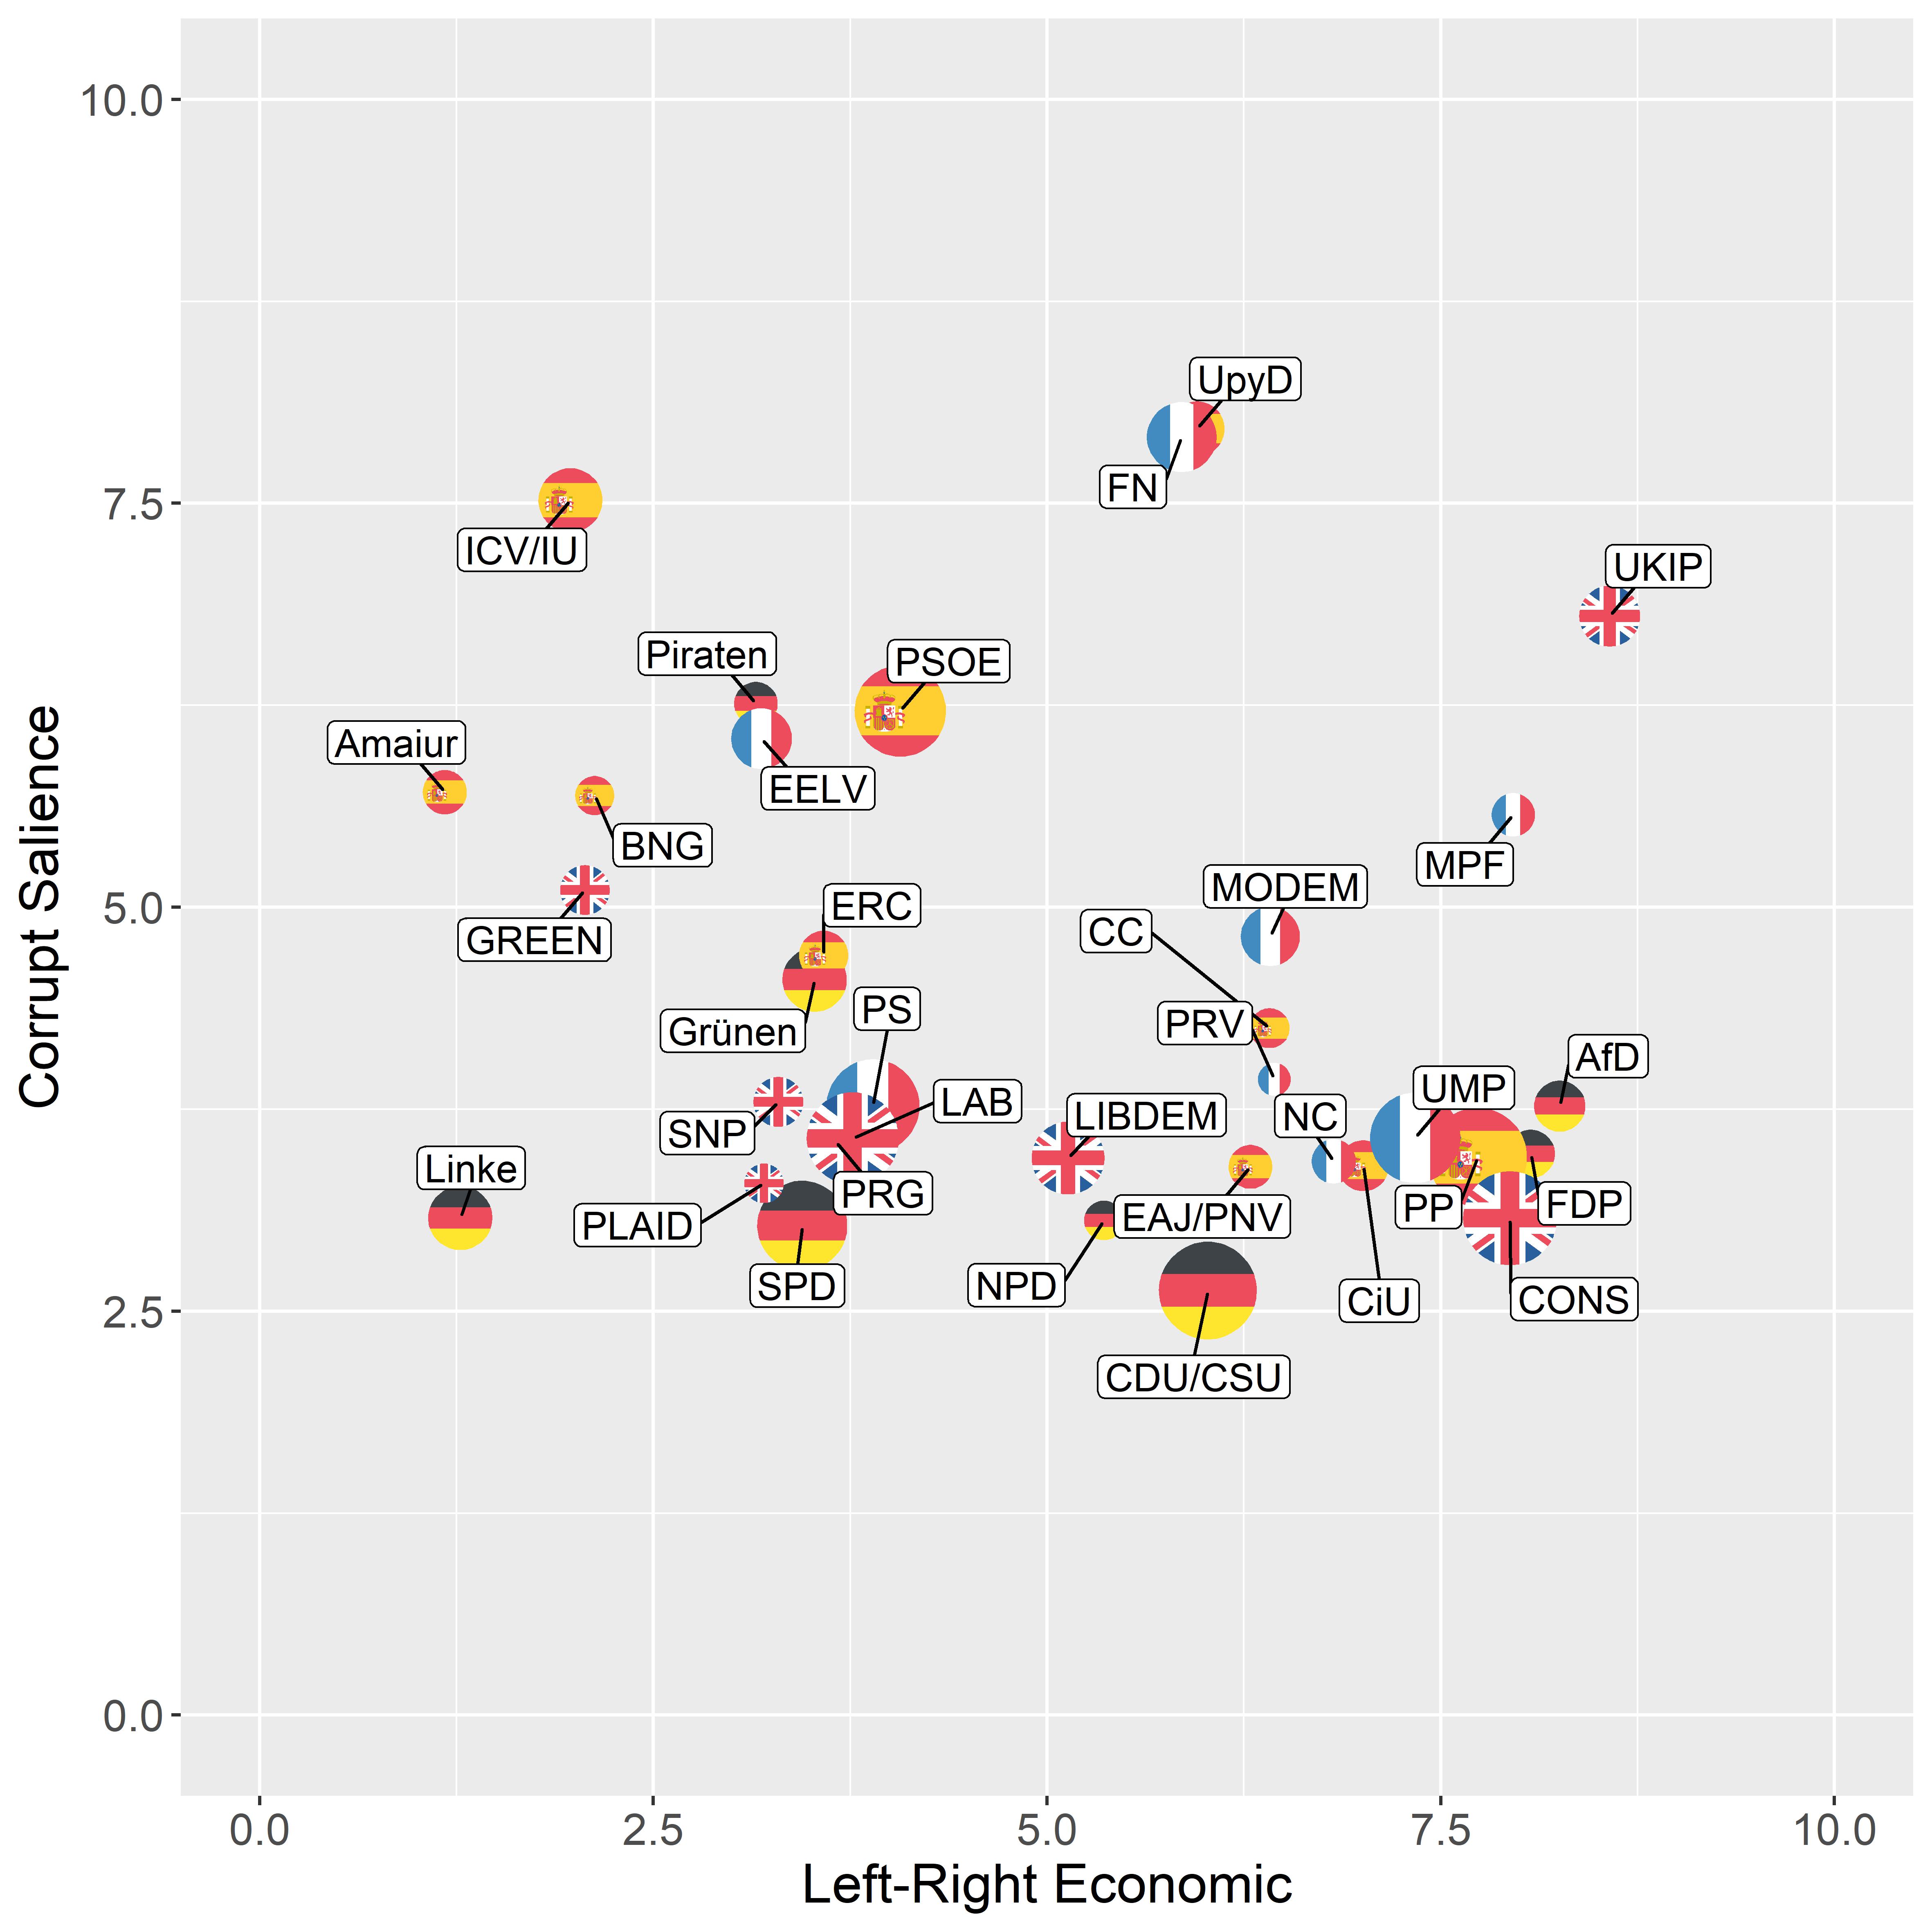 10.0
7.5
5.0
2.5
0.0
Corrupt Salience
UpyD
FN
ICV/IU
UKIP
Piraten
PSOE
Amaiur
EELV
BNG
MPF
MODEM
ERC
CC
GREEN
PS
PRV
Grünen
AfD
UMP
LAB
NC
LIBDEM
SNP
Linke
PRG
FDP
PP
EAJ/PNV
PLAID
SPD
NPD
CiU
CONS
CDU/CSU
0.0 2.5 5.0 7.5 10.0
Left-Right Economic